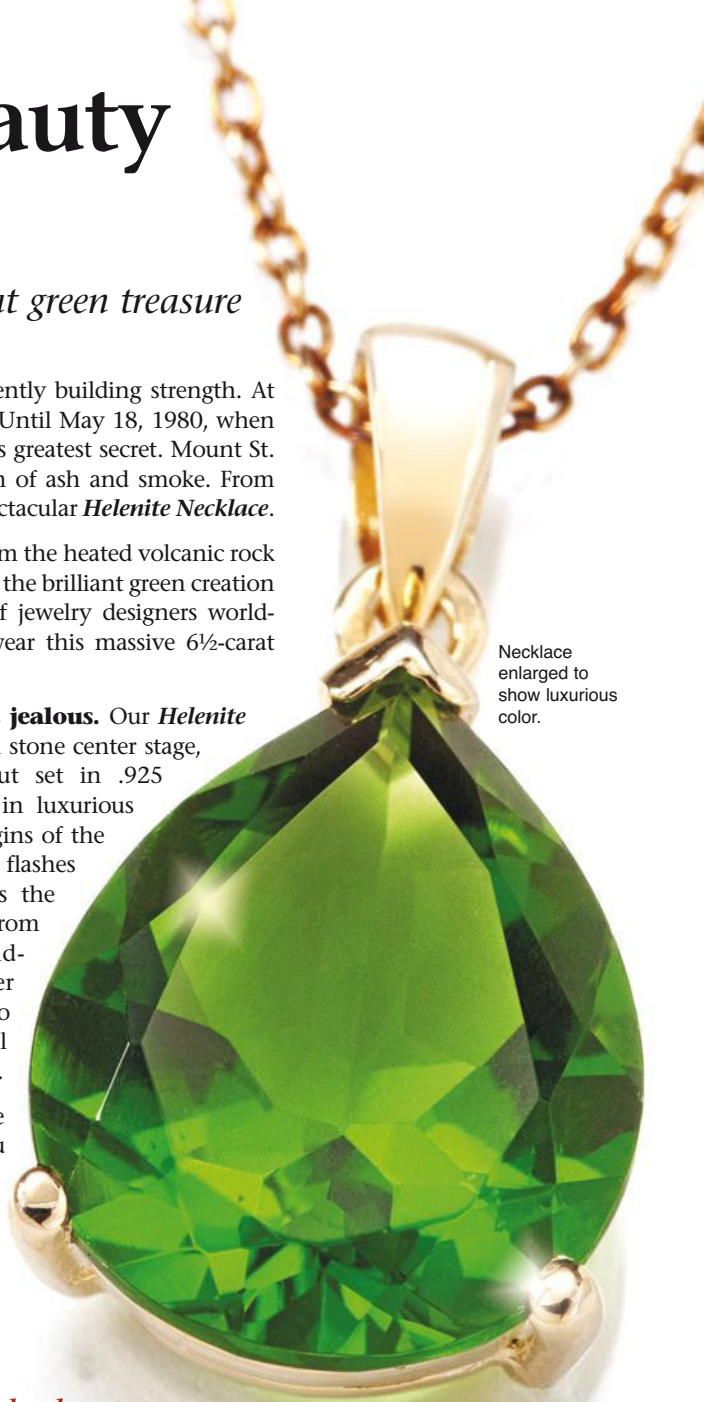 auty
at green treasure
ently building strength. At
Until May 18, 1980, when
s greatest secret. Mount St.
n of ash and smoke. From
ctacular Helenite Necklace.
m the heated volcanic rock
the brilliant green creation
f jewelry designers world-
wear this massive 6½-carat
jealous. Our Helenite
stone center stage,
ut set in .925
in luxurious
gins of the
flashes
s the
rom
ld-
er
o
l
.
e
u
Necklace
enlarged to
show luxurious
color.